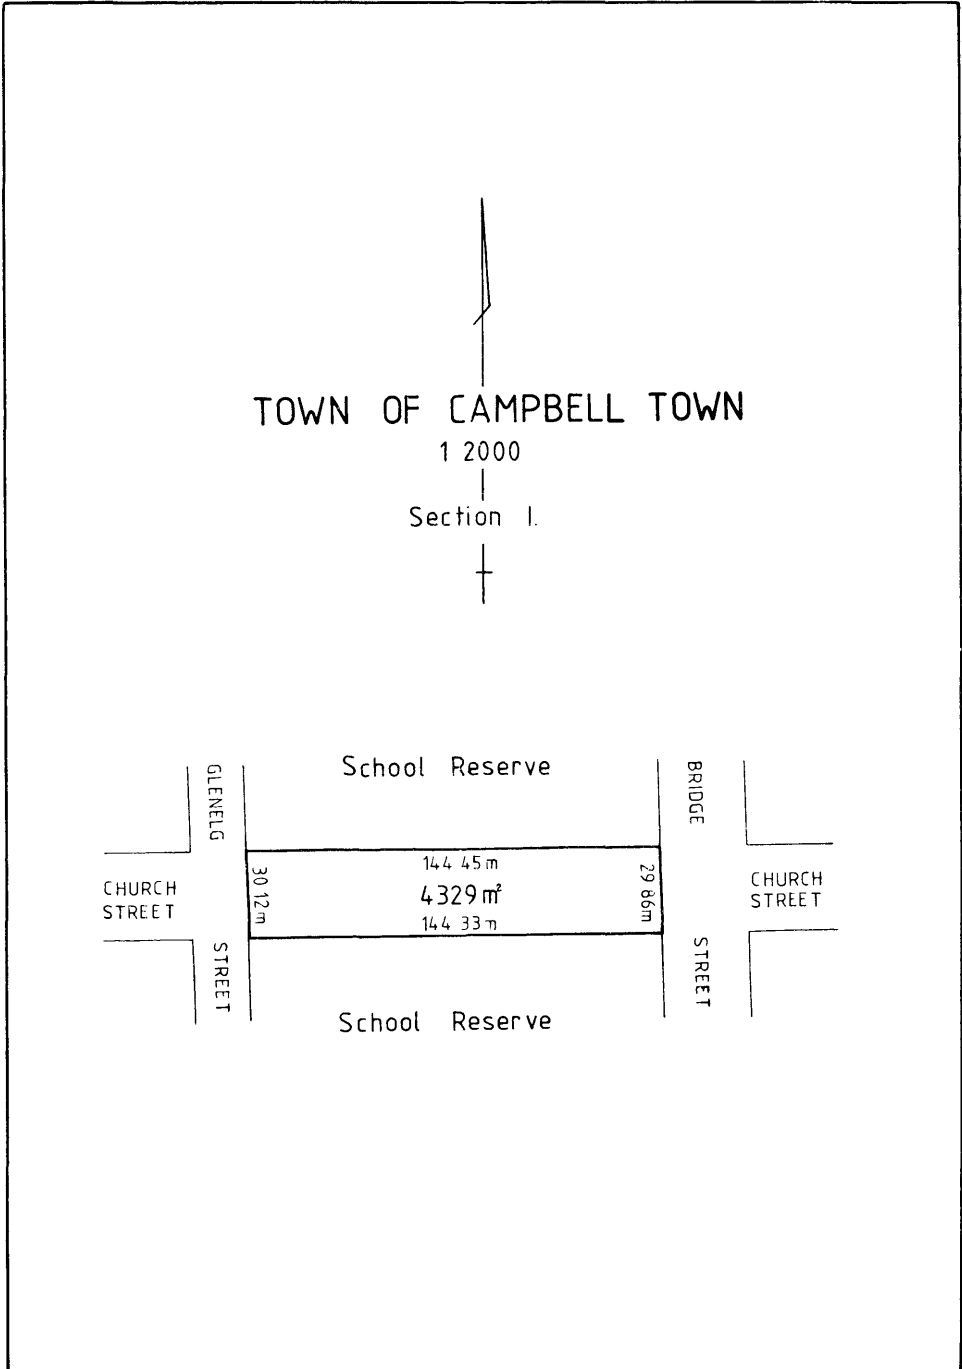 TOWN OF CAMPBELL TOWN
1 2000
Section 1.
School Reserve
GLENELG
STREET
BRIDGE
STREET
CHURCH
STREET
30 12m
144 45m
4329m²
144 33m
29 86m
CHURCH
STREET
School Reserve